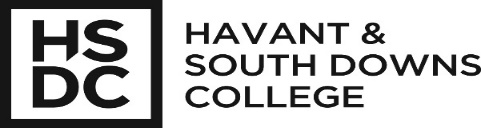 HS
DC
HAVANT &
SOUTH DOWNS
COLLEGE